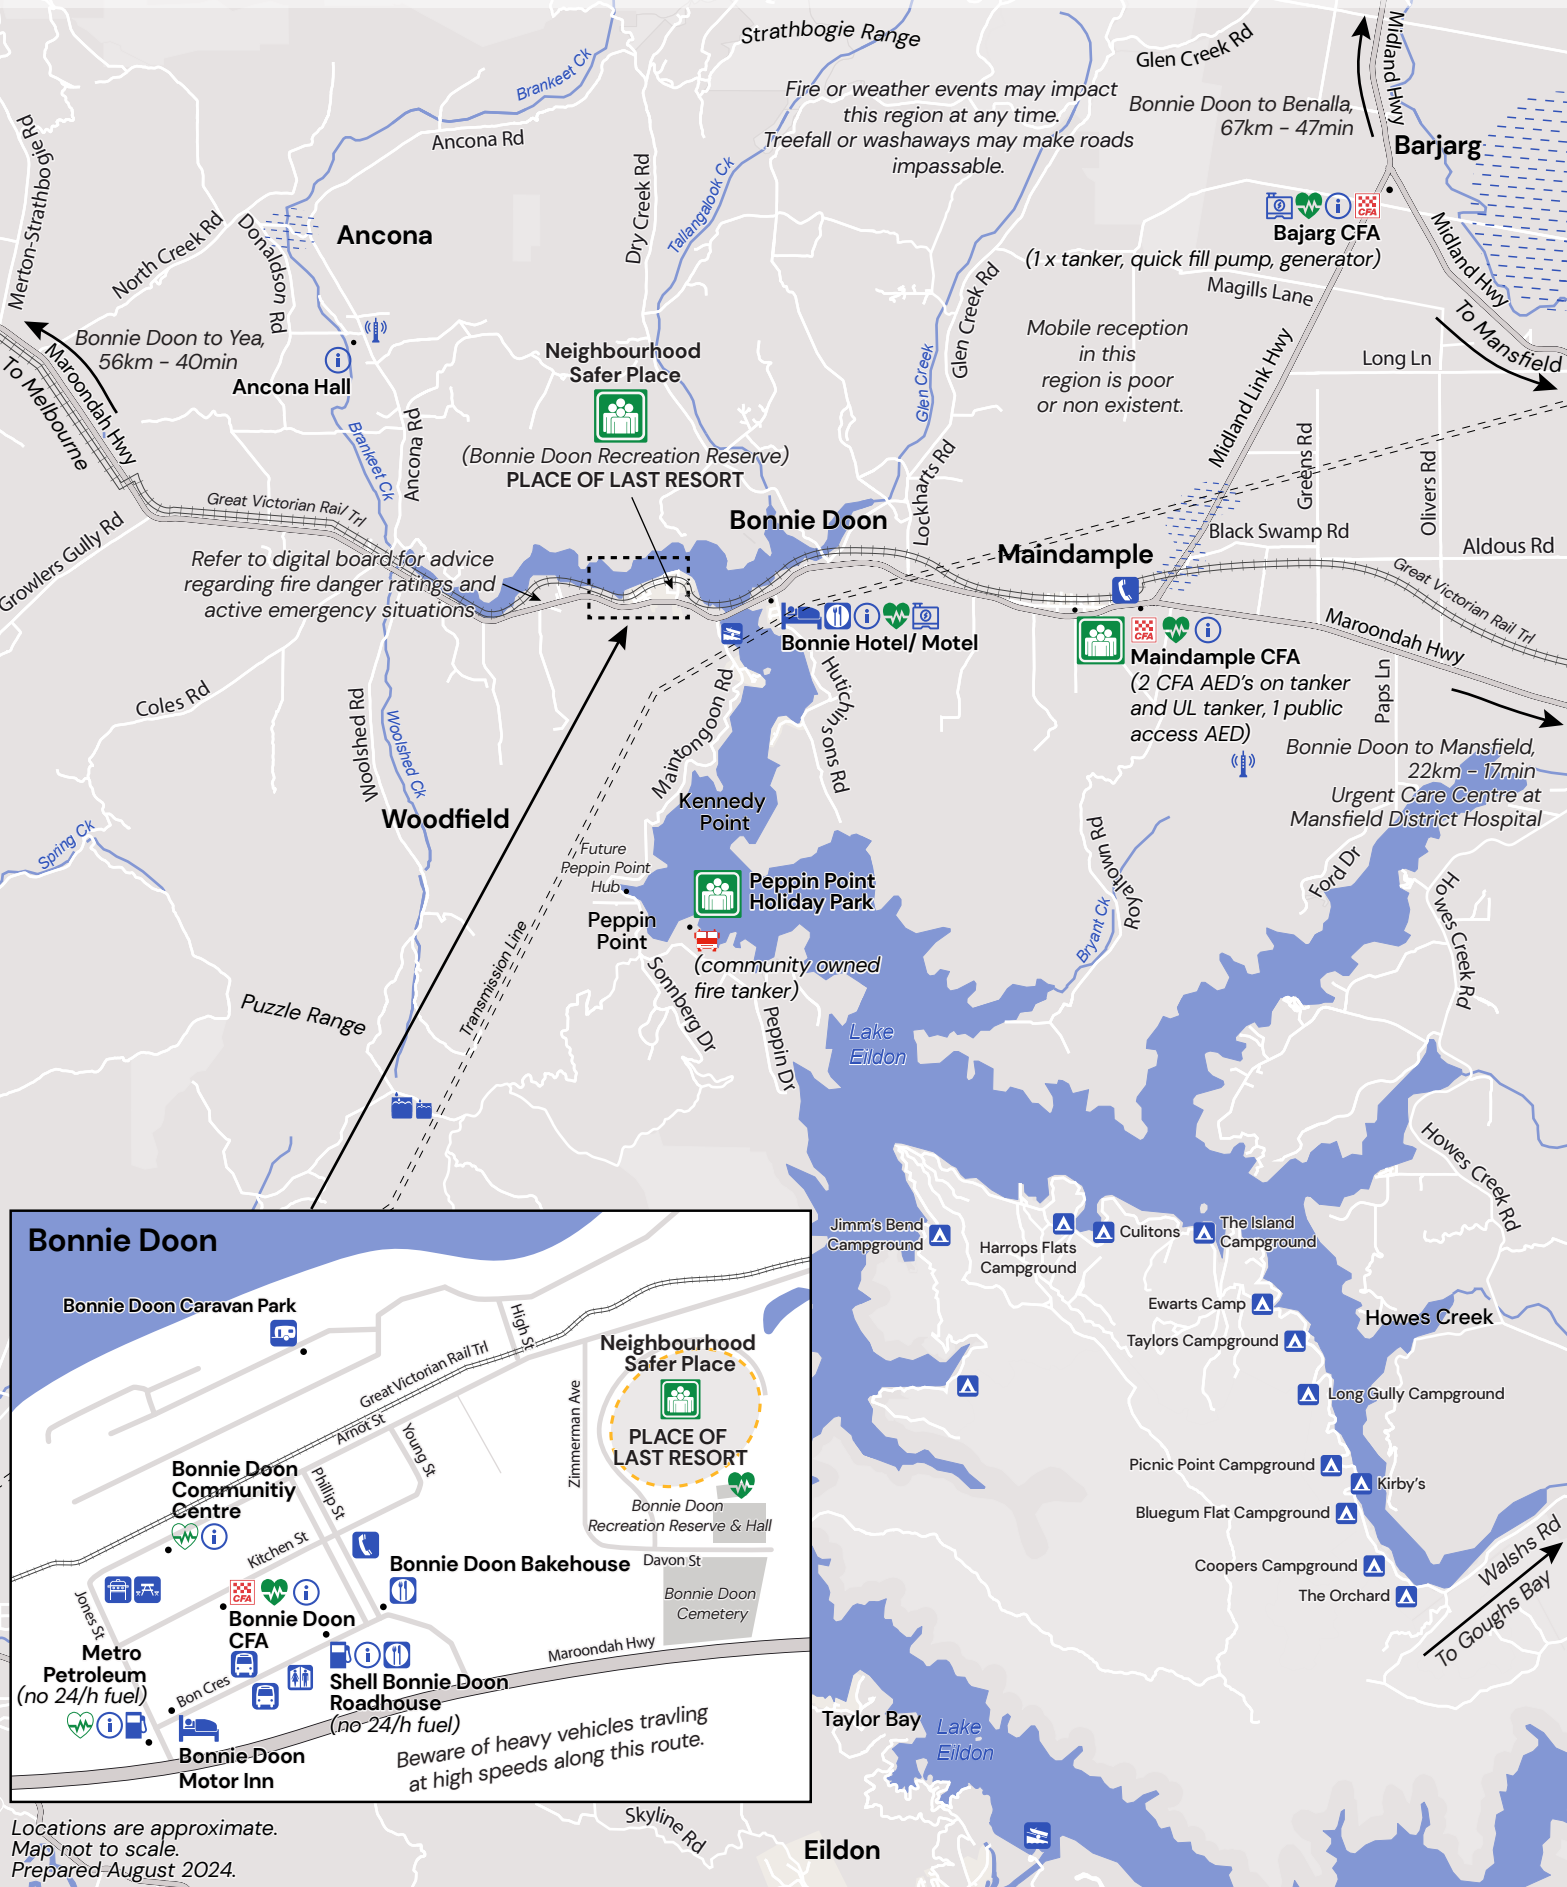 Strathbogie Range
Glen Creek Rd
Midland Hwy
Brankeet Ck
Fire or weather events may impact
this region at any time.
Treefall or washaways may make roads
impassable.
Bonnie Doon to Benalla,
67km - 47min
Barjarg
Merton-Strathbogie Rd
Ancona Rd
Dry Creek Rd
Tallangalook Ck
North Creek Rd
Donaldson Rd
Ancona
CFA
Bajarg CFA
(1 x tanker, quick fill pump, generator)
Midland Hwy
Magills Lane
Glen Creek Rd
To Mansfield
Bonnie Doon to Yea,
56km - 40min
Maroondah Hwy
To Melbourne
Ancona Hall
Neighbourhood
Safer Place
(Bonnie Doon Recreation Reserve)
PLACE OF LAST RESORT
Mobile reception
in this
region is poor
or non existent.
Long Ln
Midland Link Hwy
Glen Creek
Brankeet Ck
Ancona Rd
Lockharts Rd
Greens Rd
Olivers Rd
Great Victorian Rail Trl
Growlers Gully Rd
Bonnie Doon
Black Swamp Rd
Aldous Rd
Maindample
Refer to digital board for advice
regarding fire danger ratings and
active emergency situations
Great Victorian Rail Trl
Bonnie Hotel/ Motel
CFA
Maindample CFA
(2 CFA AED's on tanker
and UL tanker, 1 public
access AED)
Maroondah Hwy
Paps Ln
Bonnie Doon to Mansfield,
22km - 17min
Urgent Care Centre at
Mansfield District Hospital
Coles Rd
Woolshed Rd
Woolshed Ck
Maintongoon Rd
Hutichinsons Rd
Woodfield
Kennedy
Point
Spring Ck
Future
Peppin Point
Hub
Peppin Point
Holiday Park
Peppin
Point
(community owned
fire tanker)
Royaltown Rd
Bryant Ck
Ford Dr
Howes Creek Rd
Transmission Line
Sonnberg Dr
Peppin Dr
Puzzle Range
Lake
Eildon
Howes Creek Rd
Jimm's Bend
Campground
Harrops Flats
Campground
Culitons
The Island
Campground
Ewarts Camp
Taylors Campground
Howes Creek
Long Gully Campground
Picnic Point Campground
Kirby's
Bluegum Flat Campground
Coopers Campground
The Orchard
Walshs Rd
To Goughs Bay
Bonnie Doon
Bonnie Doon Caravan Park
High St
Great Victorian Rail Trl
Neighbourhood
Safer Place
PLACE OF
LAST RESORT
Zimmerman Ave
Arnot St
Young St
Bonnie Doon
Communitiy
Centre
Phillip St
Bonnie Doon
Recreation Reserve & Hall
Kitchen St
Bonnie Doon Bakehouse
Davon St
Bonnie Doon
Cemetery
Jones St
CFA
Bonnie Doon
CFA
Metro
Petroleum
(no 24/h fuel)
Bon Cres
Shell Bonnie Doon
Roadhouse
(no 24/h fuel)
Maroondah Hwy
Bonnie Doon
Motor Inn
Beware of heavy vehicles travling
at high speeds along this route.
Taylor Bay
Lake
Eildon
Skyline Rd
Eildon
Locations are approximate.
Map not to scale.
Prepared August 2024.